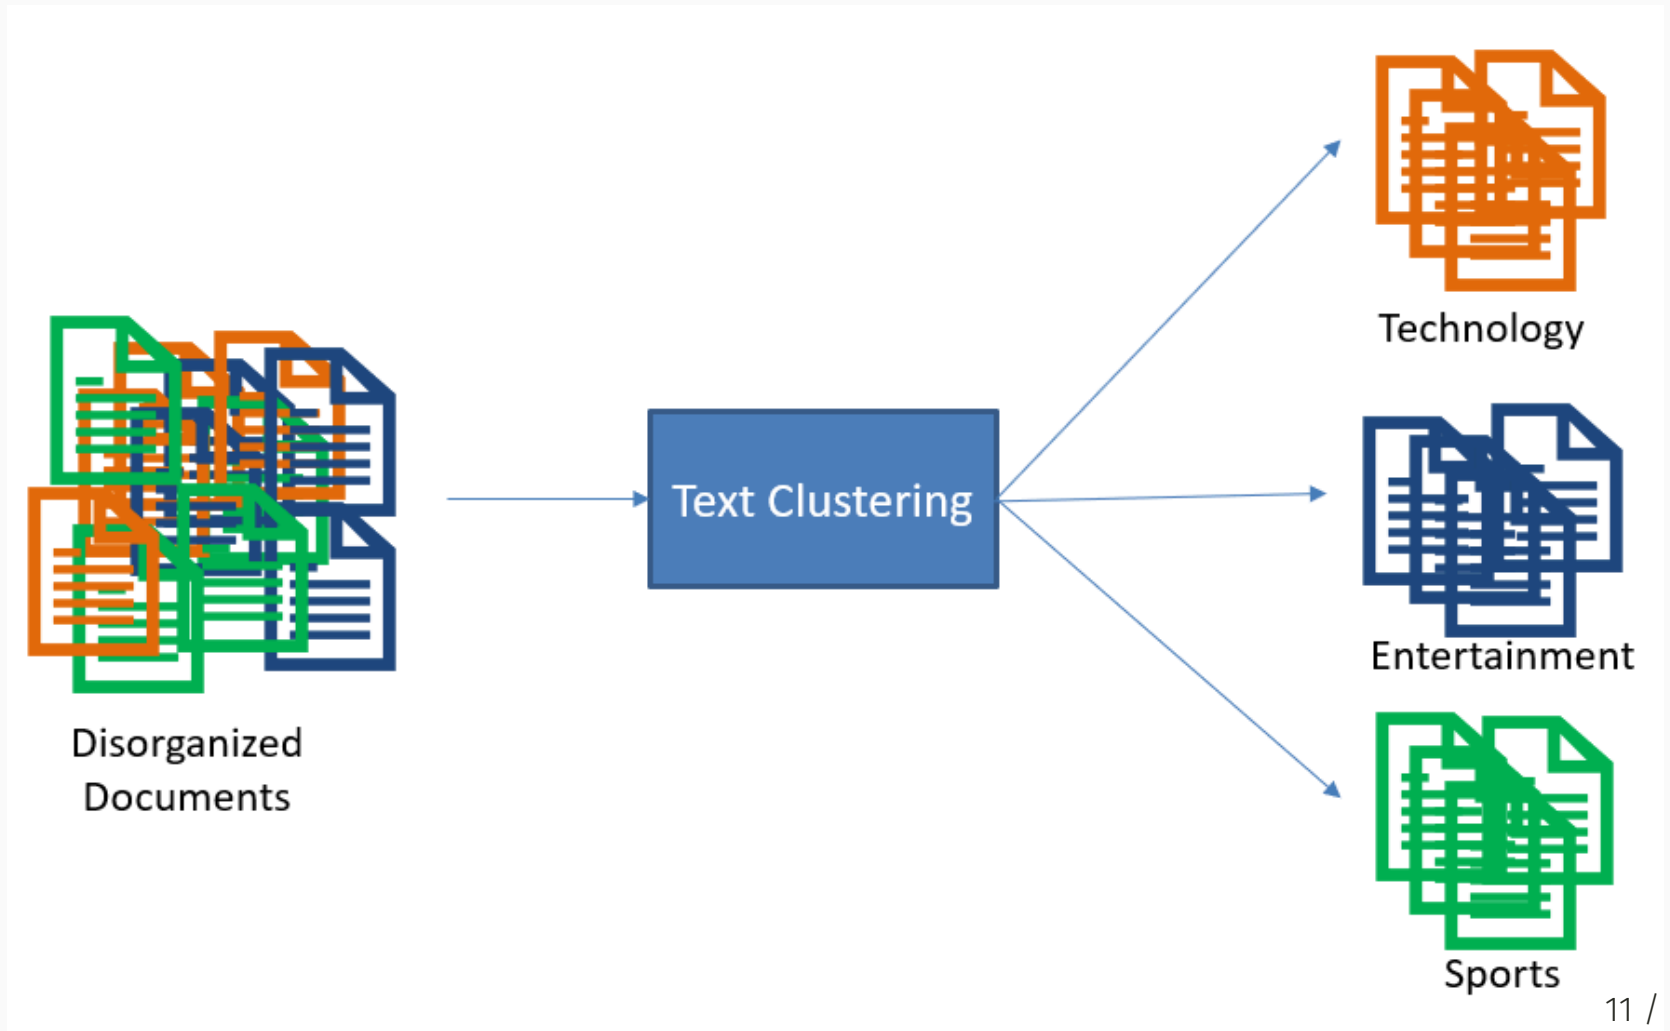 Disorganized
Documents
Text Clustering
Technology
Entertainment
Sports
11 /